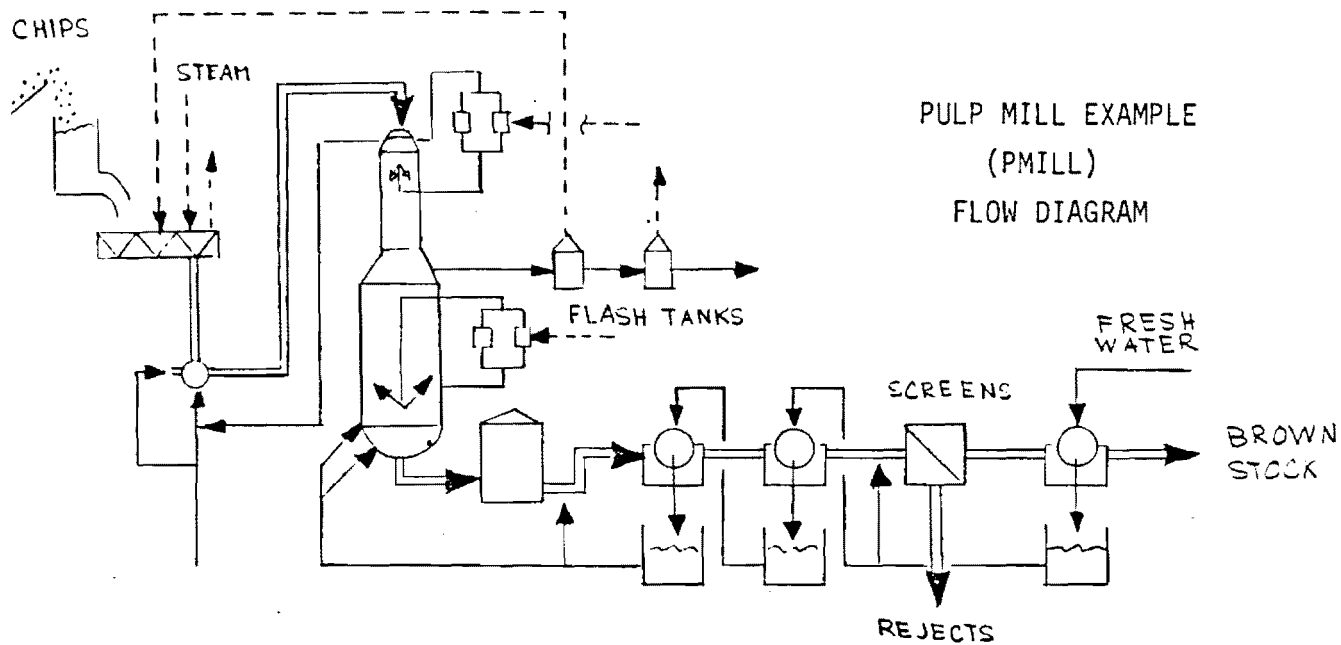 CHIPS
STEAM
PULP MILL EXAMPLE
(PMILL)
FLOW DIAGRAM
FLASH TANKS
FRESH
WATER
SCREENS
BROWN
STOCK
REJECTS